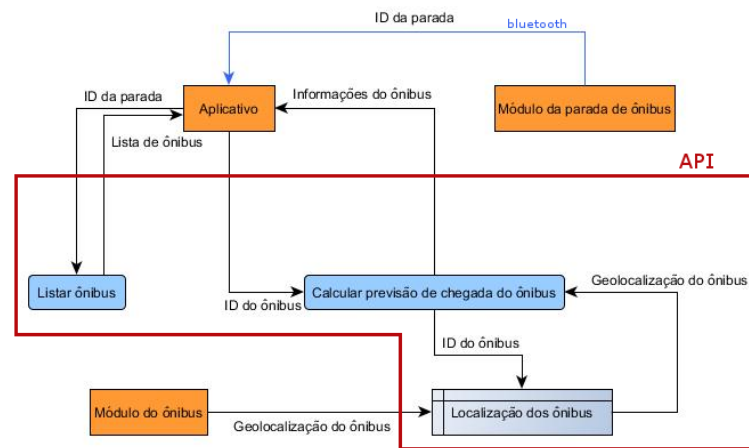 ID da parada
bluetooth
ID da parada
Aplicativo
Informações do ônibus
Módulo da parada de ônibus
Lista de ônibus
API
Listar ônibus
ID do ônibus
Calcular previsão de chegada do ônibus
Geolocalização do ônibus
ID do ônibus
Módulo do ônibus
Geolocalização do ônibus
Localização dos ônibus